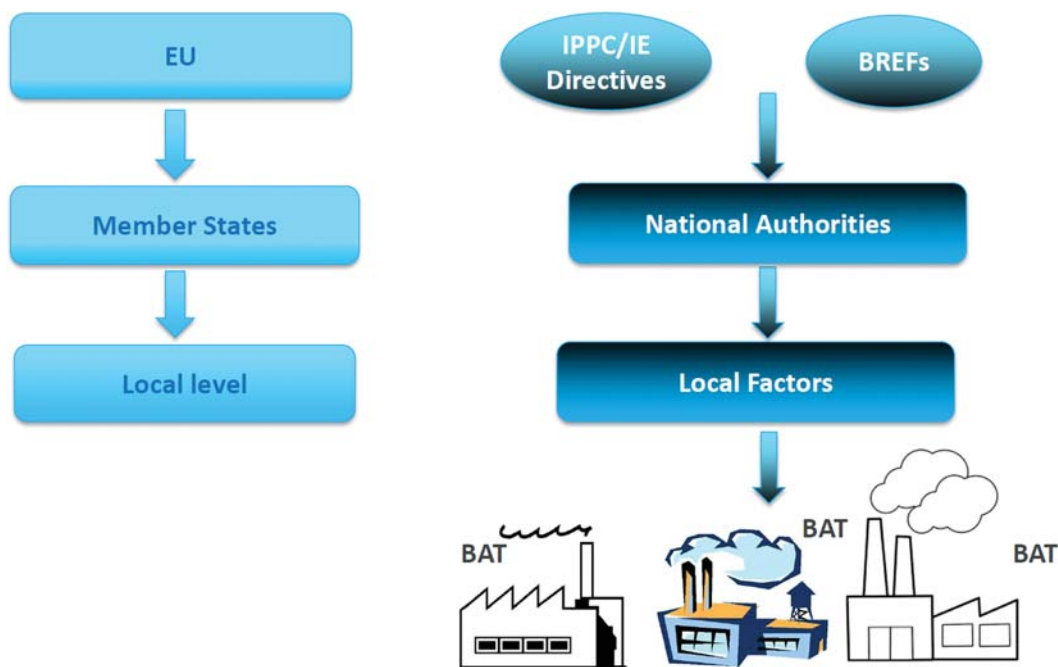 EU
IPPC/IE
Directives
BREFs
Member States
National Authorities
Local level
Local Factors
BAT
BAT
BAT